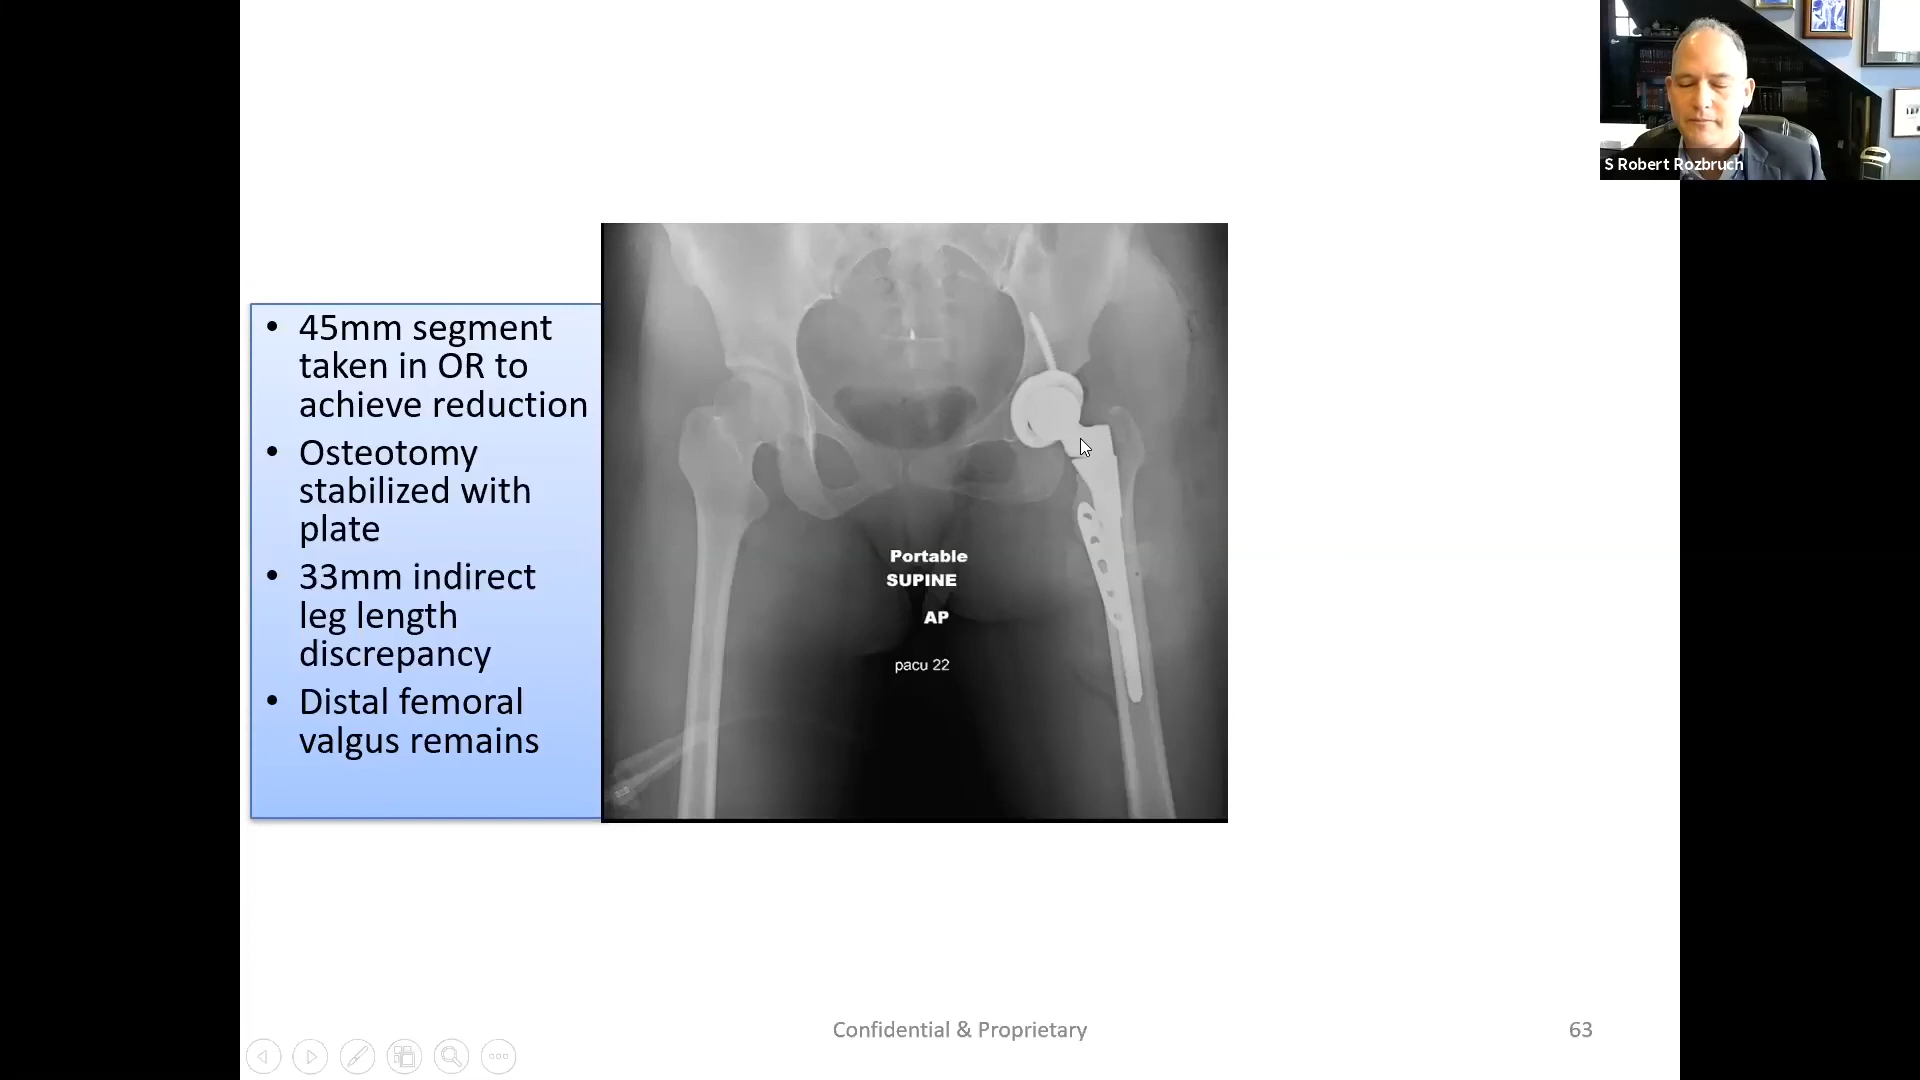 S Robert Rozbruch
• 45mm segment
taken in OR to
achieve reduction
• Osteotomy
stabilized with
plate
• 33mm indirect
leg length
discrepancy
• Distal femoral
valgus remains
Portable
SUPINE
AP
pacu 22
Confidential & Proprietary
63